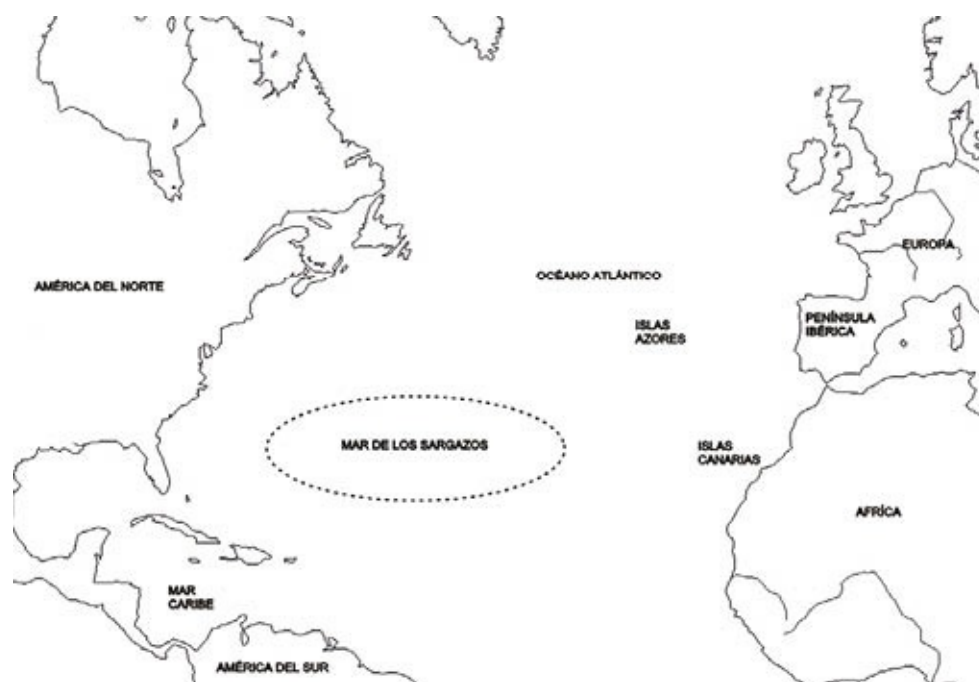 EUROPA
OCÉANO ATLÁNTICO
AMÉRICA DEL NORTE
ISLAS
AZORES
PENÍNSULA
IBÉRICA
MAR DE LOS SARGAZOS
ISLAS
CANARIAS
AFRÍCA
MAR
CARIBE
AMÉRICA DEL SUR